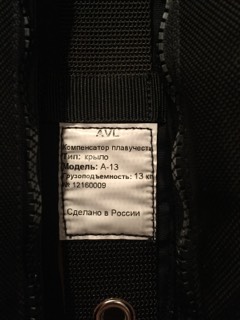 AVL
Компенсатор плавучести
Тип: крыло
Модель: А-13
Грузоподъемность: 13 кг
№ 12160009
Сделано в России